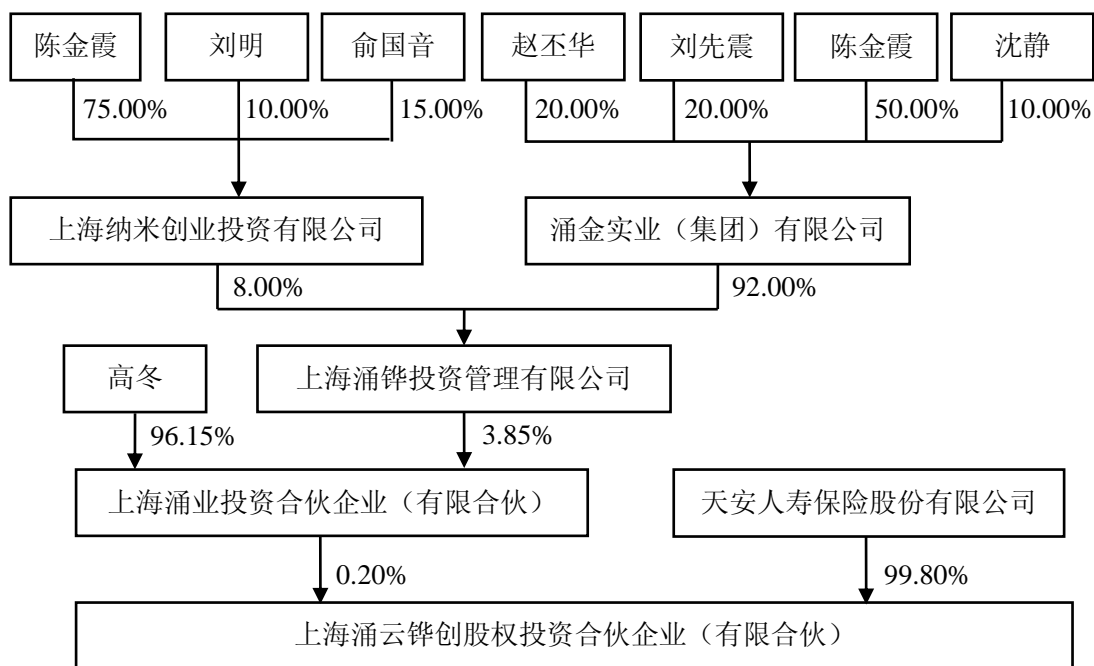 陈金霞 刘明 俞国音 赵丕华 刘先震 陈金霞 沈静
75.00% 10.00% 15.00% 20.00% 20.00% 50.00% 10.00%
上海纳米创业投资有限公司 涌金实业（集团）有限公司
8.00% 92.00%
高冬 上海涌铧投资管理有限公司
96.15% 3.85%
上海涌业投资合伙企业（有限合伙） 天安人寿保险股份有限公司
0.20% 99.80%
上海涌云铧创股权投资合伙企业（有限合伙）